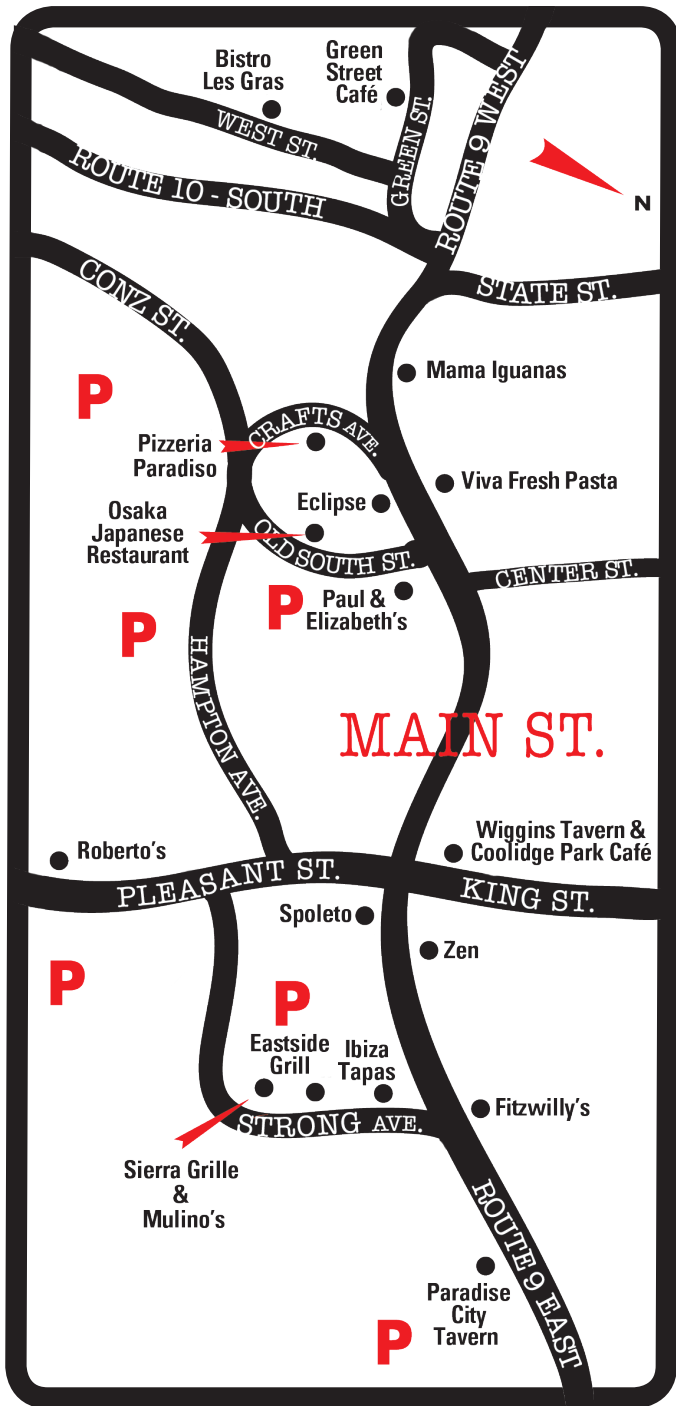 Bistro
Les Gras
Green
Street
Café
WEST ST.
GREEN ST.
ROUTE 9 WEST
ROUTE 10 - SOUTH
N
CONZ ST.
STATE ST.
Mama Iguanas
P
CRAFTS AVE.
Pizzeria
Paradiso
Viva Fresh Pasta
Eclipse
Osaka
Japanese
Restaurant
OLD SOUTH ST.
CENTER ST.
P
Paul &
Elizabeth's
P
HAMPTON AVE.
MAIN ST.
Roberto's
Wiggins Tavern &
Coolidge Park Café
PLEASANT ST.
KING ST.
Spoleto
Zen
P
P
Eastside
Grill
Ibiza
Tapas
Fitzwilly's
STRONG AVE.
Sierra Grille
&
Mulino's
ROUTE 9 EAST
Paradise
City
Tavern
P